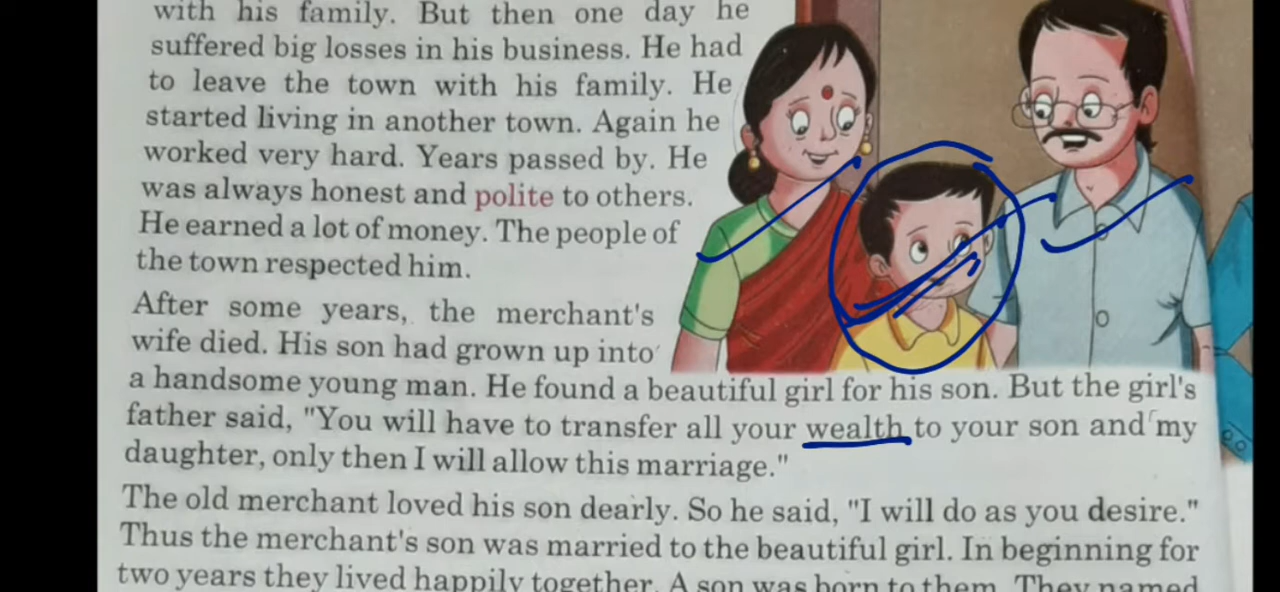 with his family. But then one day he
suffered big losses in his business. He had
to leave the town with his family. He
started living in another town. Again he
worked very hard. Years passed by. He
was always honest and polite to others.
He earned a lot of money. The people of
the town respected him.
After some years, the merchant's
wife died. His son had grown up into
a handsome young man. He found a beautiful girl for his son. But the girl's
father said, "You will have to transfer all your wealth to your son and my
daughter, only then I will allow this marriage."
The old merchant loved his son dearly. So he said, "I will do as you desire."
Thus the merchant's son was married to the beautiful girl. In beginning for
two years they lived happily together. A son was born to them. They named